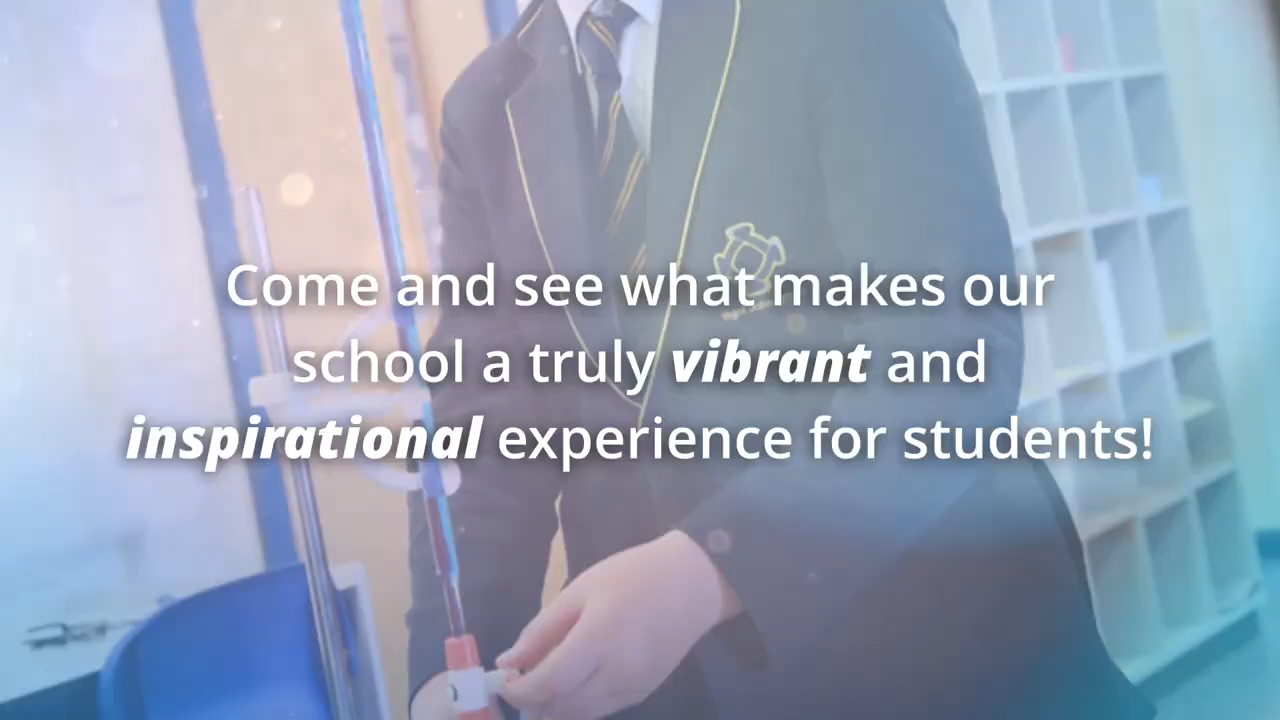 Come and see what makes our
school a truly vibrant and
inspirational experience for students!